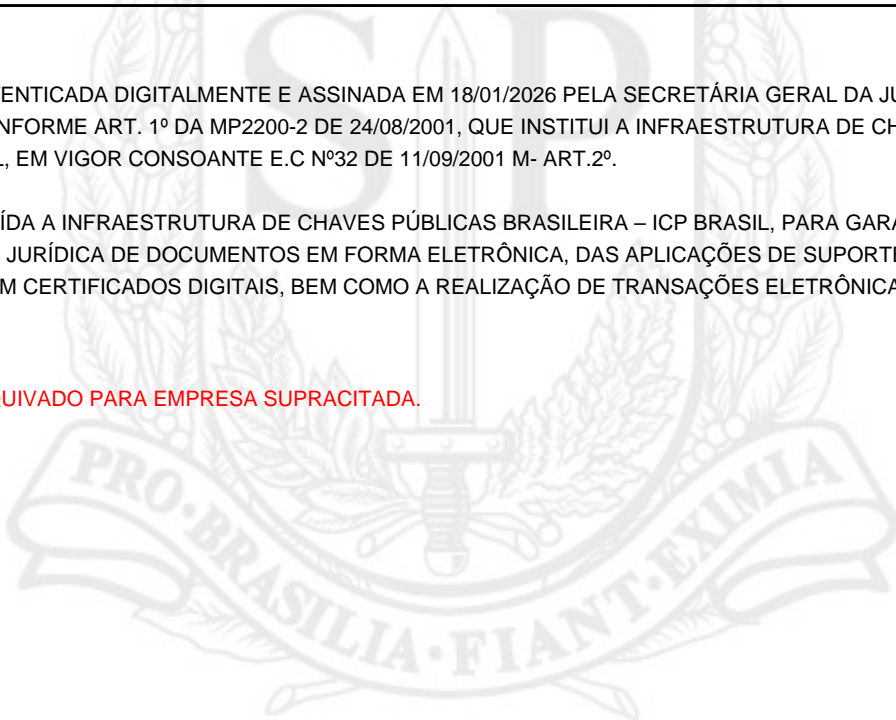 ENTICADA DIGITALMENTE E ASSINADA EM 18/01/2026 PELA SECRETÁRIA GERAL DA JU
NFORME ART. 1º DA MP2200-2 DE 24/08/2001, QUE INSTITUI A INFRAESTRUTURA DE CH
L, EM VIGOR CONSOANTE E.C Nº32 DE 11/09/2001 M- ART.2º.
ÍDA A INFRAESTRUTURA DE CHAVES PÚBLICAS BRASILEIRA – ICP BRASIL, PARA GARA
JURÍDICA DE DOCUMENTOS EM FORMA ELETRÔNICA, DAS APLICAÇÕES DE SUPORTE
M CERTIFICADOS DIGITAIS, BEM COMO A REALIZAÇÃO DE TRANSAÇÕES ELETRÔNICA
UIVADO PARA EMPRESA SUPRACITADA.
SP
PRO·BRASILIA·FIANT·EXIMIA